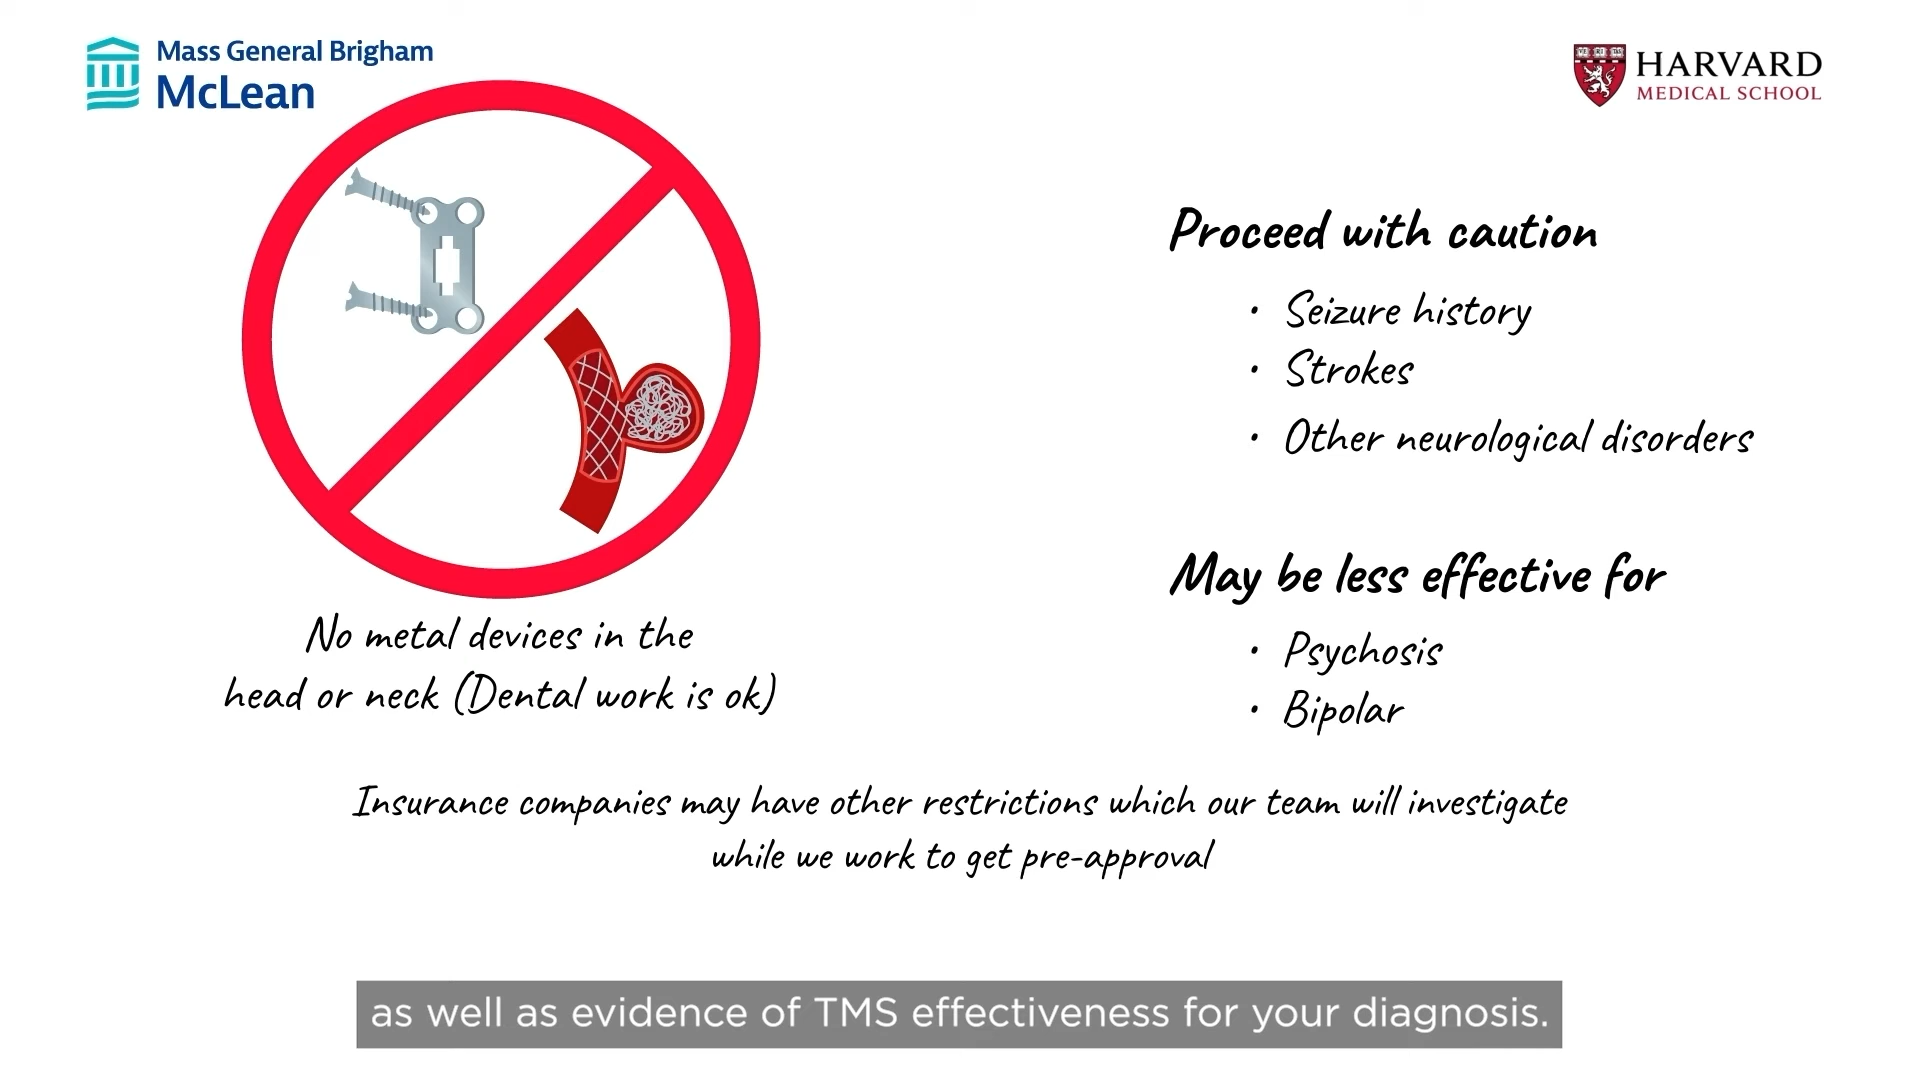 Mass General Brigham
McLean
HARVARD
MEDICAL SCHOOL
No metal devices in the
head or neck (Dental work is ok)
Proceed with caution
• Seizure history
• Strokes
• Other neurological disorders
May be less effective for
• Psychosis
• Bipolar
Insurance companies may have other restrictions which our team will investigate
while we work to get pre-approval
as well as evidence of TMS effectiveness for your diagnosis.